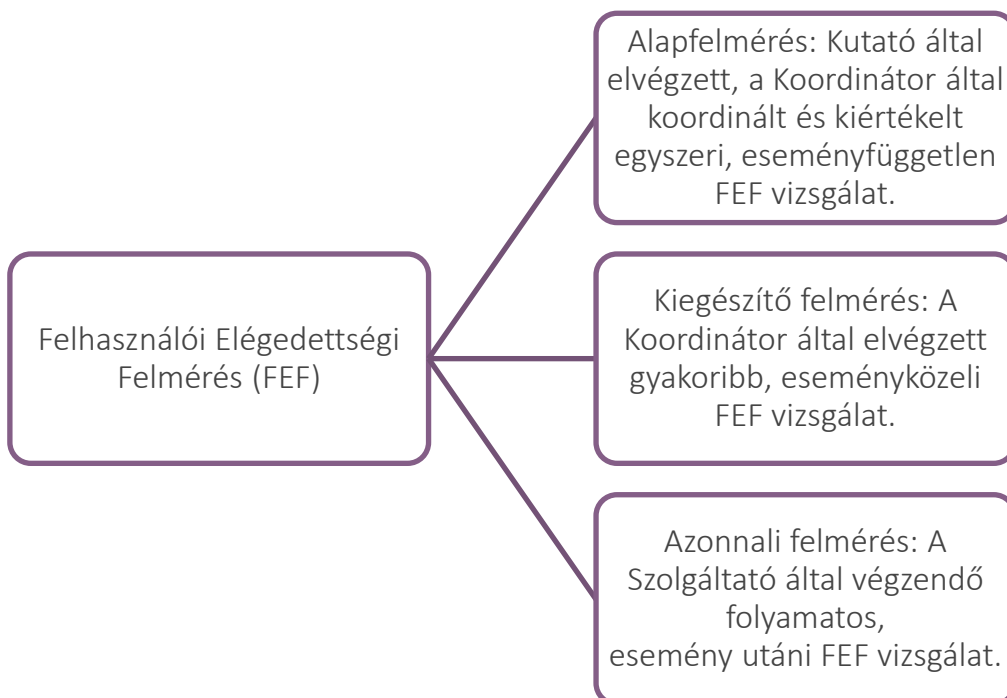 Felhasználói Elégedettségi
Felmérés (FEF)
Alapfelmérés: Kutató által
elvégzett, a Koordinátor által
koordinált és kiértékelt
egyszeri, eseményfüggetlen
FEF vizsgálat.
Kiegészítő felmérés: A
Koordinátor által elvégzett
gyakoribb, eseményközeli
FEF vizsgálat.
Azonnali felmérés: A
Szolgáltató által végzendő
folyamatos,
esemény utáni FEF vizsgálat.